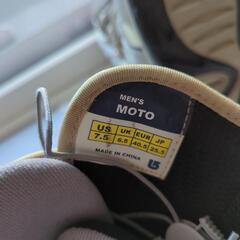 MEN'S
MOTO
US UK EUR JP
7.5 6.5 40.5 25.5
MADE IN CHINA